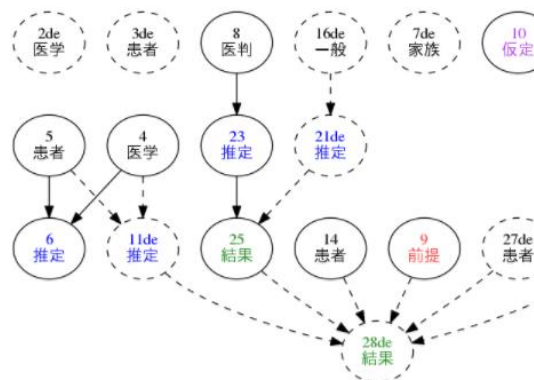 2de
医学
3de
患者
8
医判
16de
一般
7de
家族
10
仮定
5
患者
4
医学
23
推定
21de
推定
6
推定
11de
推定
25
結果
14
患者
9
前提
27de
患者
28de
結果